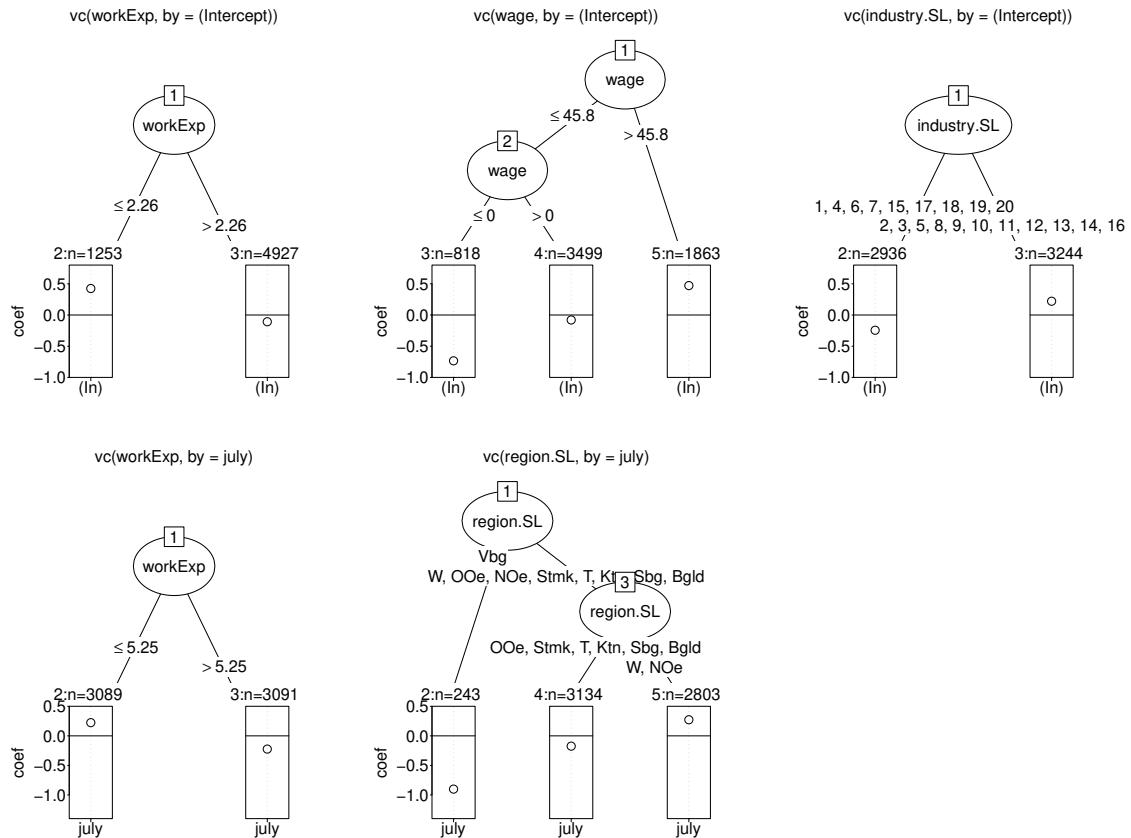 vc(workExp, by = (Intercept))
1
workExp
≤ 2.26
> 2.26
2:n=1253
3:n=4927
coef
0.5
0.0
−0.5
−1.0
(In)
(In)
vc(wage, by = (Intercept))
1
wage
≤ 45.8
> 45.8
2
wage
≤ 0
> 0
3:n=818
4:n=3499
5:n=1863
coef
0.5
0.0
−0.5
−1.0
(In)
(In)
(In)
vc(industry.SL, by = (Intercept))
1
industry.SL
1, 4, 6, 7, 15, 17, 18, 19, 20
2, 3, 5, 8, 9, 10, 11, 12, 13, 14, 16
2:n=2936
3:n=3244
coef
0.5
0.0
−0.5
−1.0
(In)
(In)
vc(workExp, by = july)
1
workExp
≤ 5.25
> 5.25
2:n=3089
3:n=3091
coef
0.5
0.0
−0.5
−1.0
july
july
vc(region.SL, by = july)
1
region.SL
Vbg
W, OOe, NOe, Stmk, T, Ktn, Sbg, Bgld
3
region.SL
OOe, Stmk, T, Ktn, Sbg, Bgld
W, NOe
2:n=243
4:n=3134
5:n=2803
coef
0.5
0.0
−0.5
−1.0
july
july
july